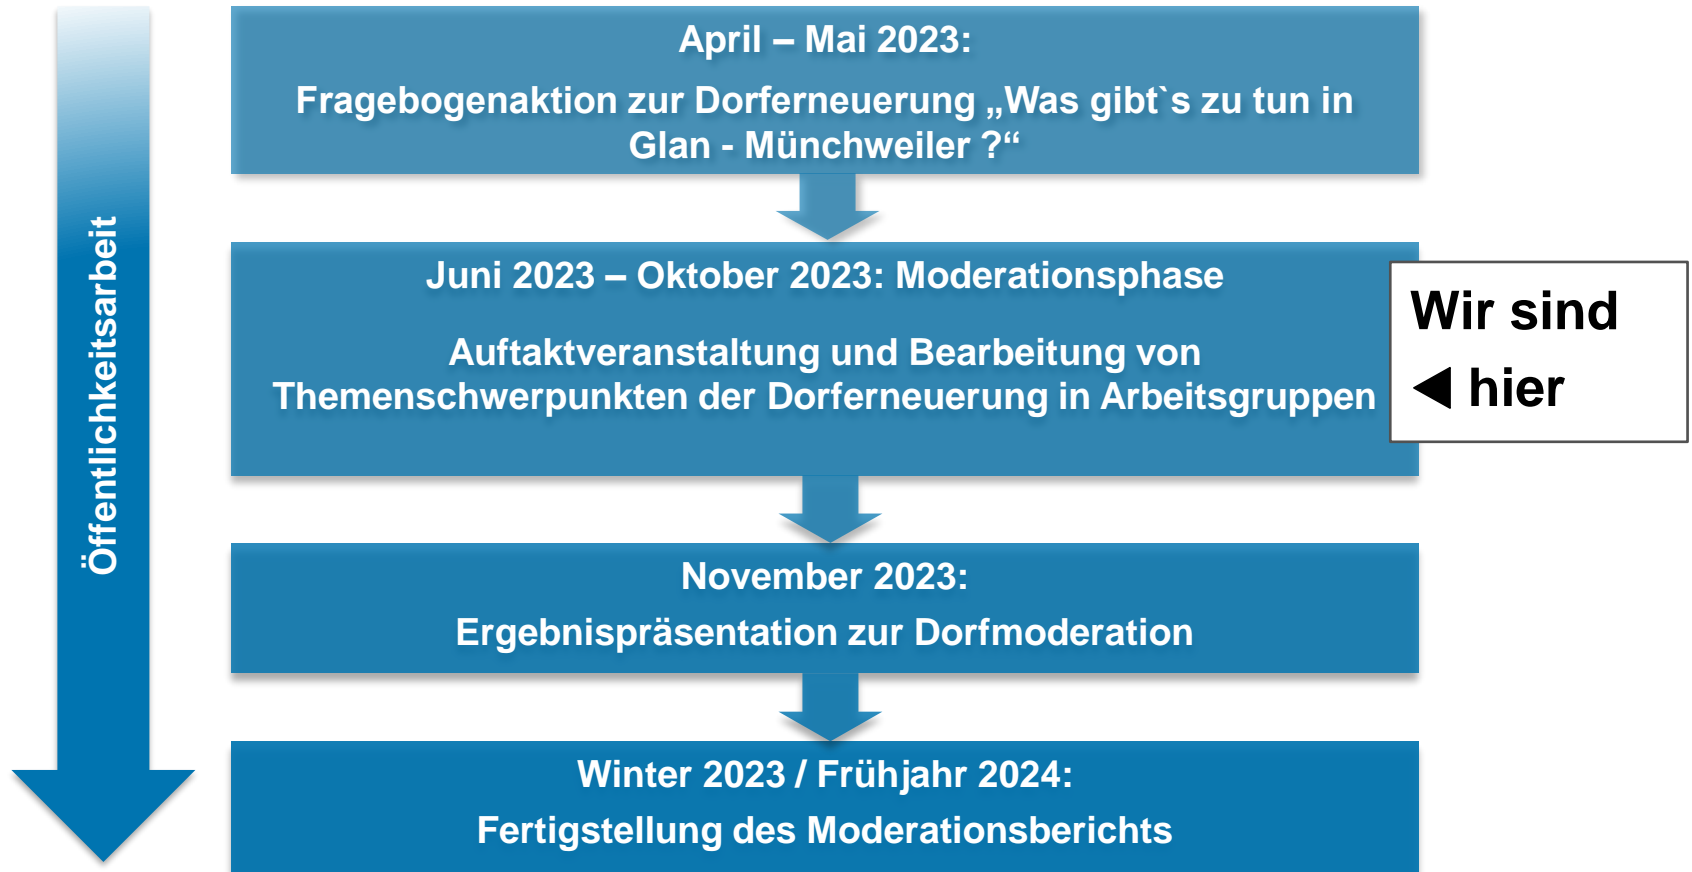 Öffentlichkeitsarbeit
April – Mai 2023:
Fragebogenaktion zur Dorferneuerung „Was gibt`s zu tun in
Glan - Münchweiler ?“
Juni 2023 – Oktober 2023: Moderationsphase
Auftaktveranstaltung und Bearbeitung von
Themenschwerpunkten der Dorferneuerung in Arbeitsgruppen
Wir sind
◄ hier
November 2023:
Ergebnispräsentation zur Dorfmoderation
Winter 2023 / Frühjahr 2024:
Fertigstellung des Moderationsberichts